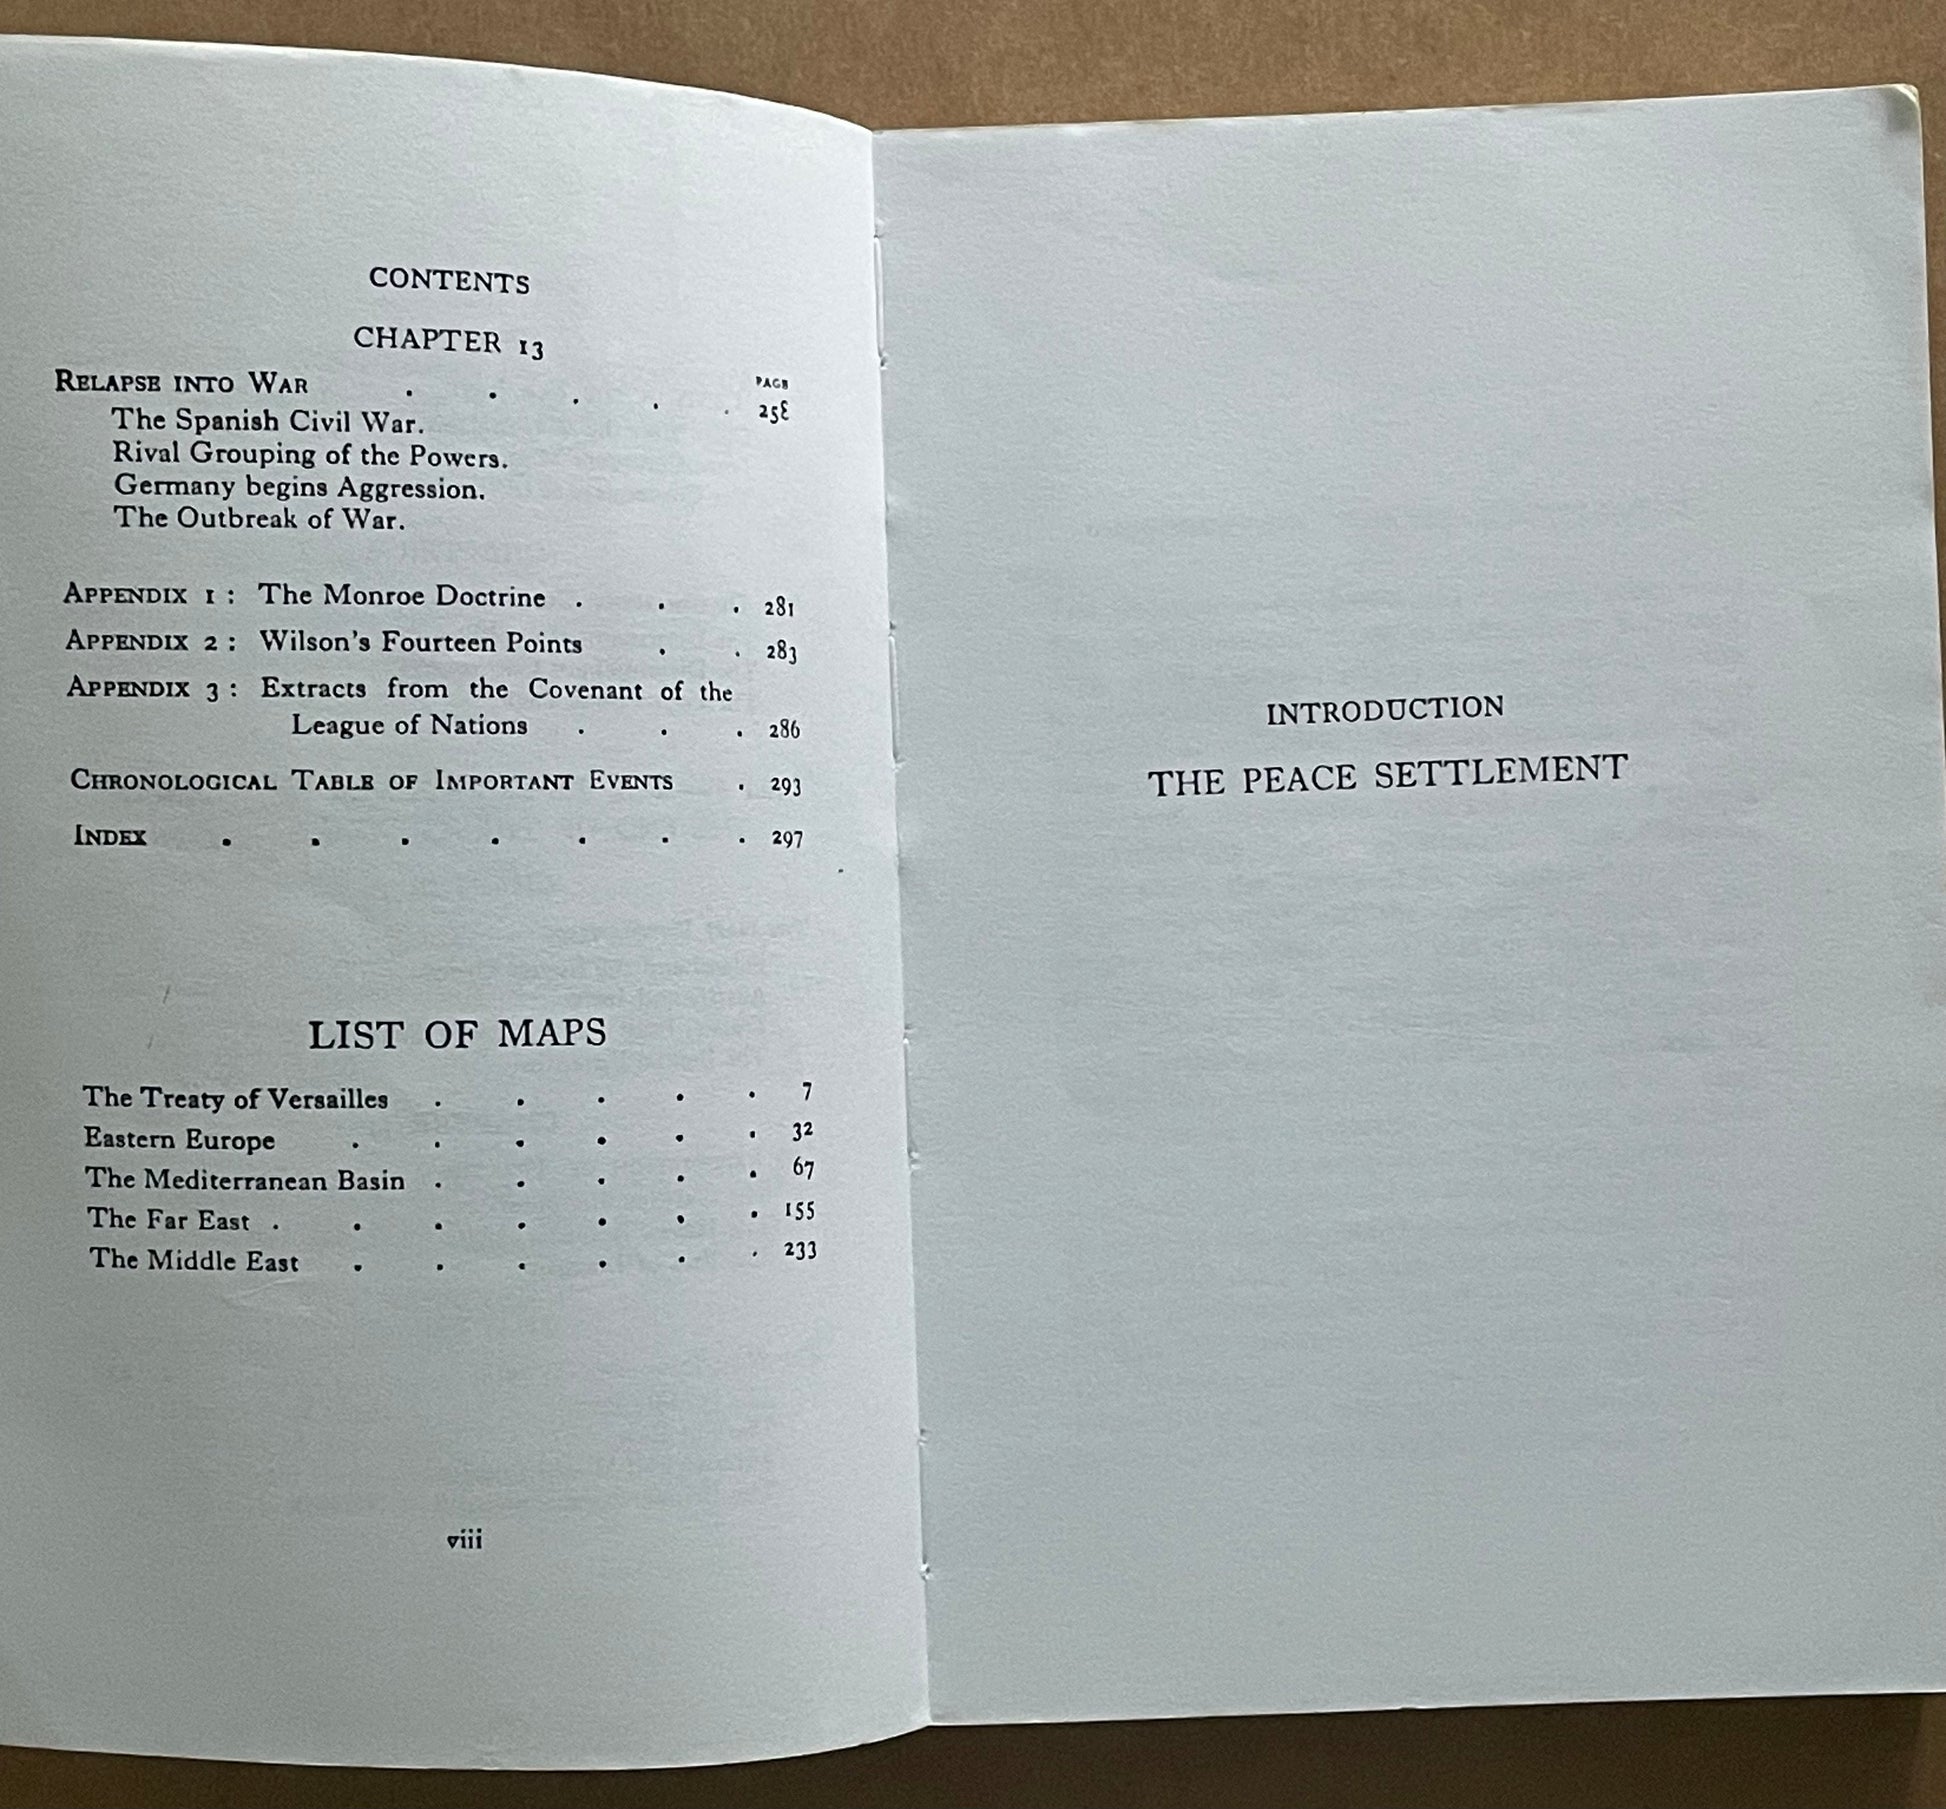 CONTENTS
CHAPTER 13
PAGE
RELAPSE INTO WAR . . . . . 258
The Spanish Civil War.
Rival Grouping of the Powers.
Germany begins Aggression.
The Outbreak of War.
APPENDIX 1 : The Monroe Doctrine . . . 281
APPENDIX 2 : Wilson's Fourteen Points . . 283
APPENDIX 3 : Extracts from the Covenant of the
League of Nations . . . 286
CHRONOLOGICAL TABLE OF IMPORTANT EVENTS . 293
INDEX . . . . . . . 297
LIST OF MAPS
The Treaty of Versailles . . . . . 7
Eastern Europe . . . . . . 32
The Mediterranean Basin . . . . . 67
The Far East . . . . . . . 155
The Middle East . . . . . . 233
viii
INTRODUCTION
THE PEACE SETTLEMENT